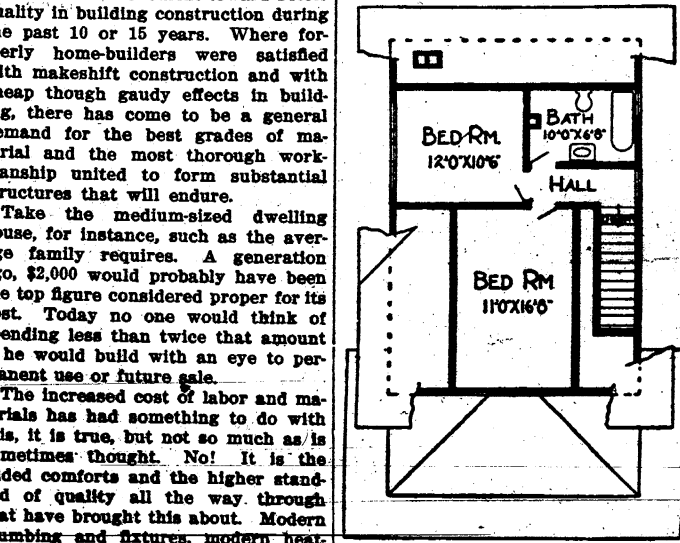 uality in building construction during
e past 10 or 15 years. Where for-
erly home-builders were satisfied
ith makeshift construction and with
heap though gaudy effects in build-
g, there has come to be a general
emand for the best grades of ma-
rial and the most thorough work-
anship united to form substantial
ructures that will endure.
Take the medium-sized dwelling
ouse, for instance, such as the aver-
ge family requires. A generation
go, $2,000 would probably have been
e top figure considered proper for its
st. Today no one would think of
ending less than twice that amount
he would build with an eye to per-
anent use or future sale.
The increased cost of labor and ma-
rials has had something to do with
is, it is true, but not so much as is
metimes thought. No! It is the
ded comforts and the higher stand-
d of quality all the way through
at have brought this about. Modern
umbing and fixtures, modern heat-
BED RM.
12'0"X10'6"
BATH
10'0"X6'8"
HALL
BED RM
11'0"X16'8"